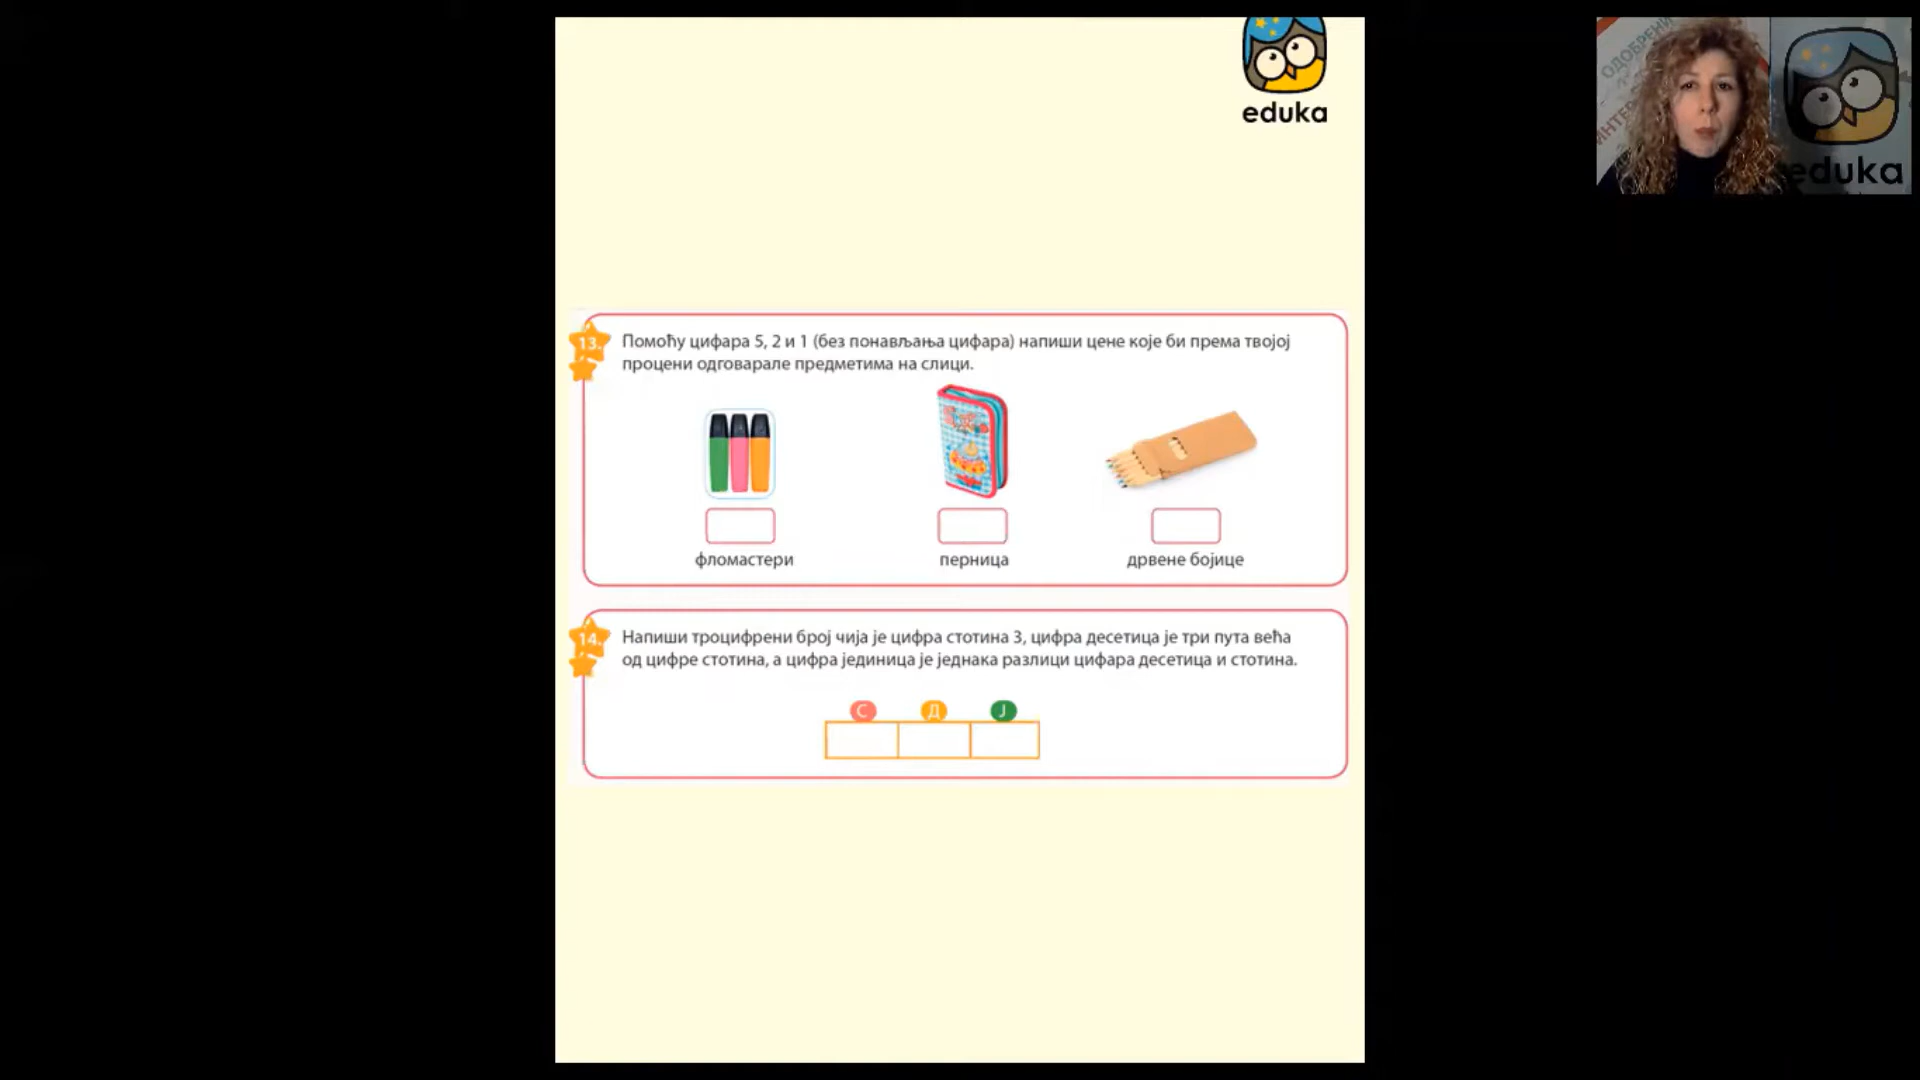 eduka
ОДОБРЕНИ
eduka
13.
Помоћу цифара 5, 2 и 1 (без понављања цифара) напиши цене које би према твојој
процени одговарале предметима на слици.
фломастери
перница
дрвене бојице
14.
Напиши троцифрени број чија је цифра стотина 3, цифра десетица је три пута већа
од цифре стотина, а цифра јединица је једнака разлици цифара десетица и стотина.
С Д Ј